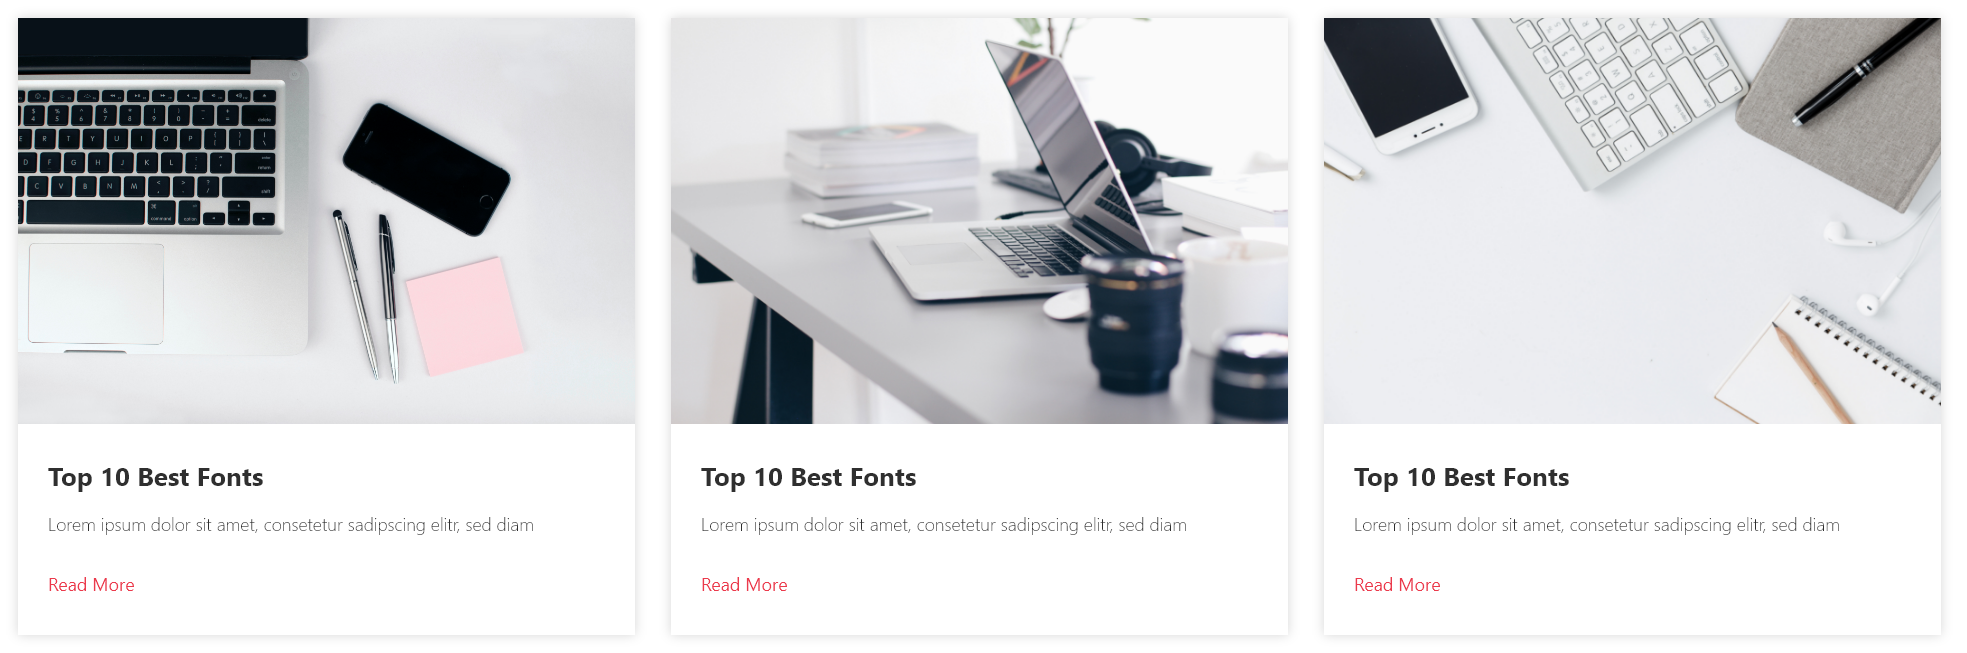 Top 10 Best Fonts
Lorem ipsum dolor sit amet, consetetur sadipscing elitr, sed diam
Read More
Top 10 Best Fonts
Lorem ipsum dolor sit amet, consetetur sadipscing elitr, sed diam
Read More
Top 10 Best Fonts
Lorem ipsum dolor sit amet, consetetur sadipscing elitr, sed diam
Read More